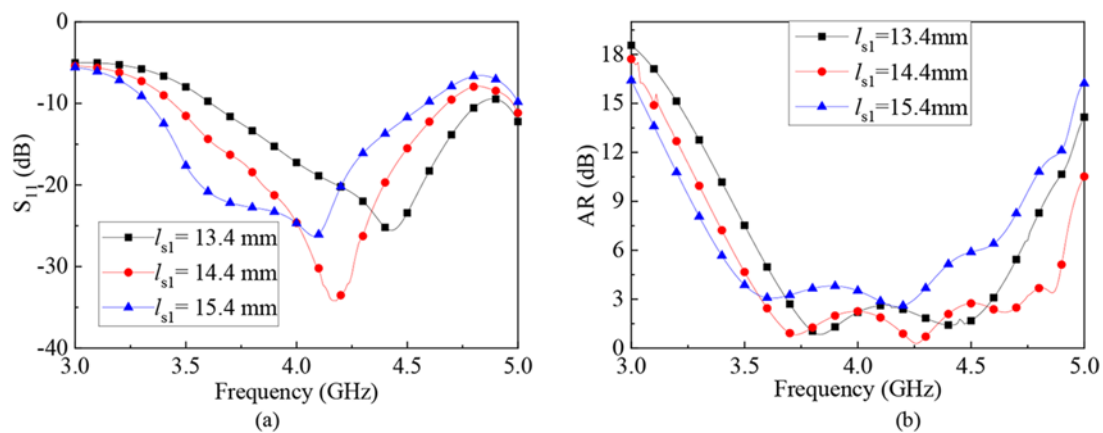 0
-10
-20
-30
-40
S11 (dB)
ls1= 13.4 mm
ls1= 14.4 mm
ls1= 15.4 mm
3.0 3.5 4.0 4.5 5.0
Frequency (GHz)
(a)
18
15
12
9
6
3
0
AR (dB)
ls1=13.4mm
ls1=14.4mm
ls1=15.4mm
3.0 3.5 4.0 4.5 5.0
Frequency (GHz)
(b)